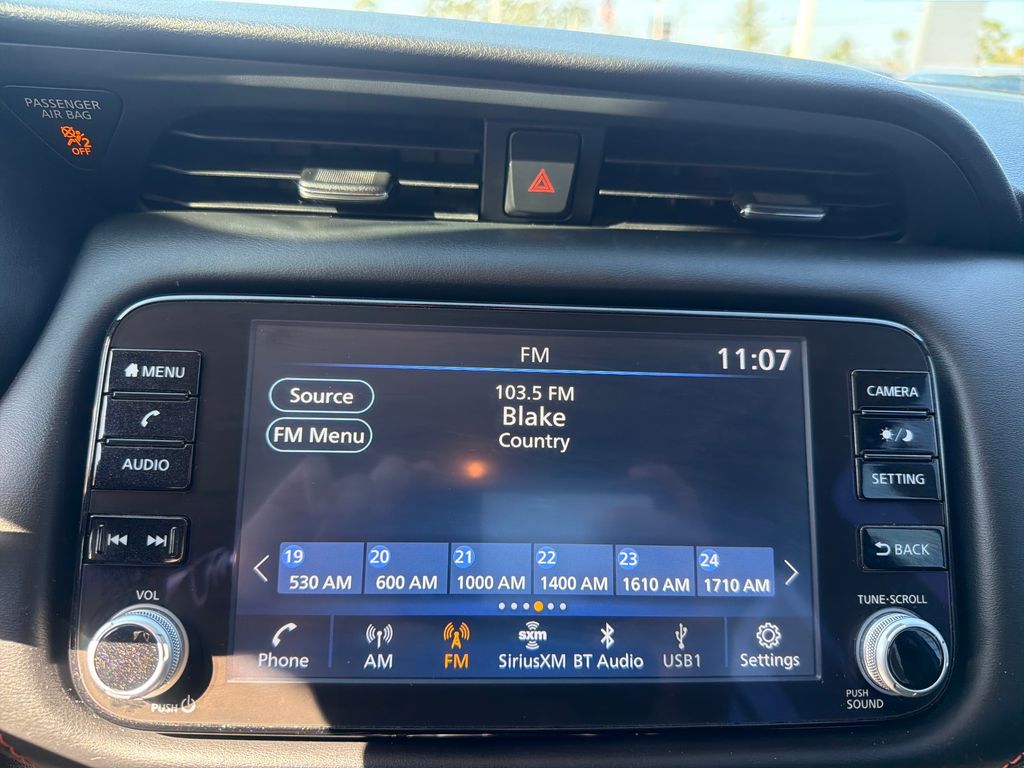 PASSENGER
AIR BAG
2
OFF
FM
11:07
MENU
CAMERA
Source
103.5 FM
FM Menu
Blake
Country
AUDIO
SETTING
BACK
19
20
21
22
23
24
530 AM
600 AM
1000 AM
1400 AM
1610 AM
1710 AM
VOL
TUNE·SCROLL
sxm
Phone
AM
FM
SiriusXM
BT Audio
USB1
Settings
PUSH
PUSH
SOUND